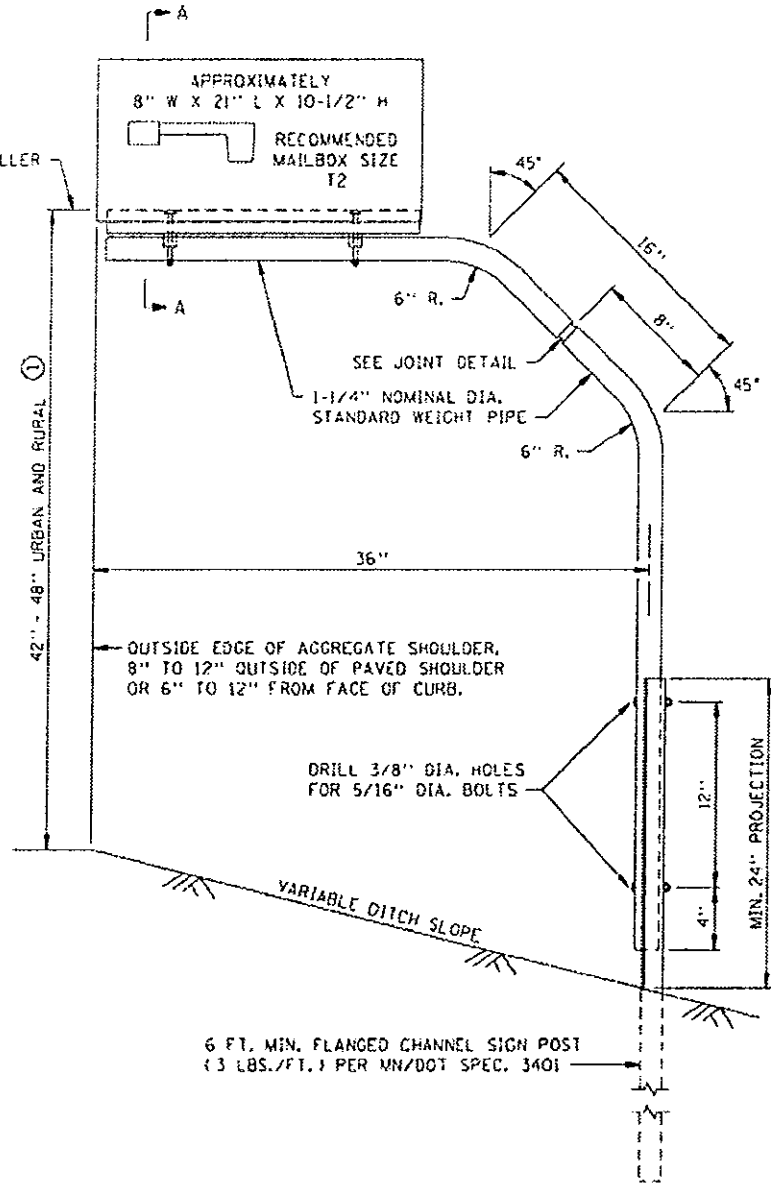 A
APPROXIMATELY
8" W X 21" L X 10-1/2" H
RECOMMENDED
MAILBOX SIZE
T2
LLER
45°
16"
8"
A
6" R.
SEE JOINT DETAIL
45°
1-1/4" NOMINAL DIA.
STANDARD WEIGHT PIPE
6" R.
42" - 48" URBAN AND RURAL ①
36"
OUTSIDE EDGE OF AGGREGATE SHOULDER,
8" TO 12" OUTSIDE OF PAVED SHOULDER
OR 6" TO 12" FROM FACE OF CURB.
DRILL 3/8" DIA. HOLES
FOR 5/16" DIA. BOLTS
12"
MIN. 24" PROJECTION
4"
VARIABLE DITCH SLOPE
6 FT. MIN. FLANGED CHANNEL SIGN POST
(3 LBS./FT.) PER MN/DOT SPEC. 3401